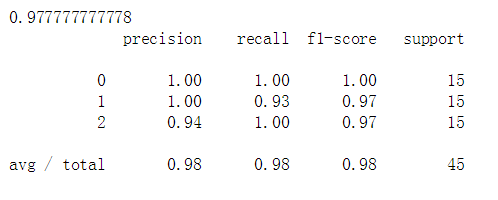 0.977777777778
precision recall f1-score support
0 1.00 1.00 1.00 15
1 1.00 0.93 0.97 15
2 0.94 1.00 0.97 15
avg / total 0.98 0.98 0.98 45